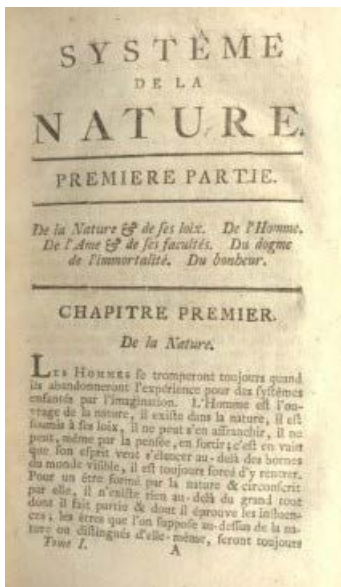 SYSTÊME
DE LA
NATURE.
PREMIERE PARTIE.
De la Nature & de ses loix. De l'Homme.
De l'Ame & de ses facultés. Du dogme
de l'immortalité. Du bonheur.
CHAPITRE PREMIER.
De la Nature.
LES HOMMES se tromperont toujours quand
ils abandonneront l'expérience pour des systêmes
enfantés par l'imagination. L'Homme est l'ou-
vrage de la nature, il existe dans la nature, il est
soumis à ses loix, il ne peut s'en affranchir, il ne
peut, même par la pensée, en sortir; c'est en vain
que son esprit veut s'élancer au-delà des bornes
du monde visible, il est toujours forcé d'y rentrer.
Pour un être formé par la nature & circonscrit
par elle, il n'existe rien au-delà du grand tout
dont il fait partie & dont il éprouve les influen-
ces; les êtres que l'on suppose au-dessus de la na-
ture ou distingués d'elle-même, seront toujours
Tome I. A